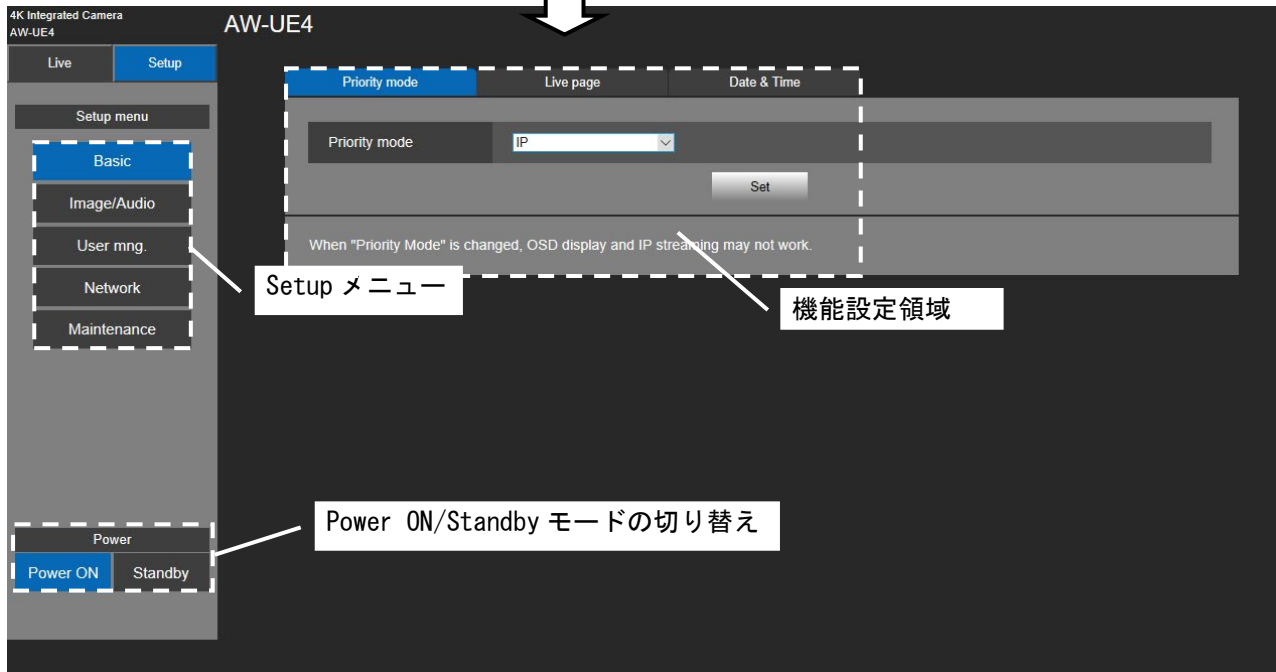 4K Integrated Camera
AW-UE4
AW-UE4
Live Setup
Setup menu
Basic
Image/Audio
User mng.
Network
Maintenance
Priority mode Live page Date & Time
Priority mode IP
Set
When "Priority Mode" is changed, OSD display and IP streaming may not work.
Setup メニュー
機能設定領域
Power ON/Standby モードの切り替え
Power
Power ON Standby